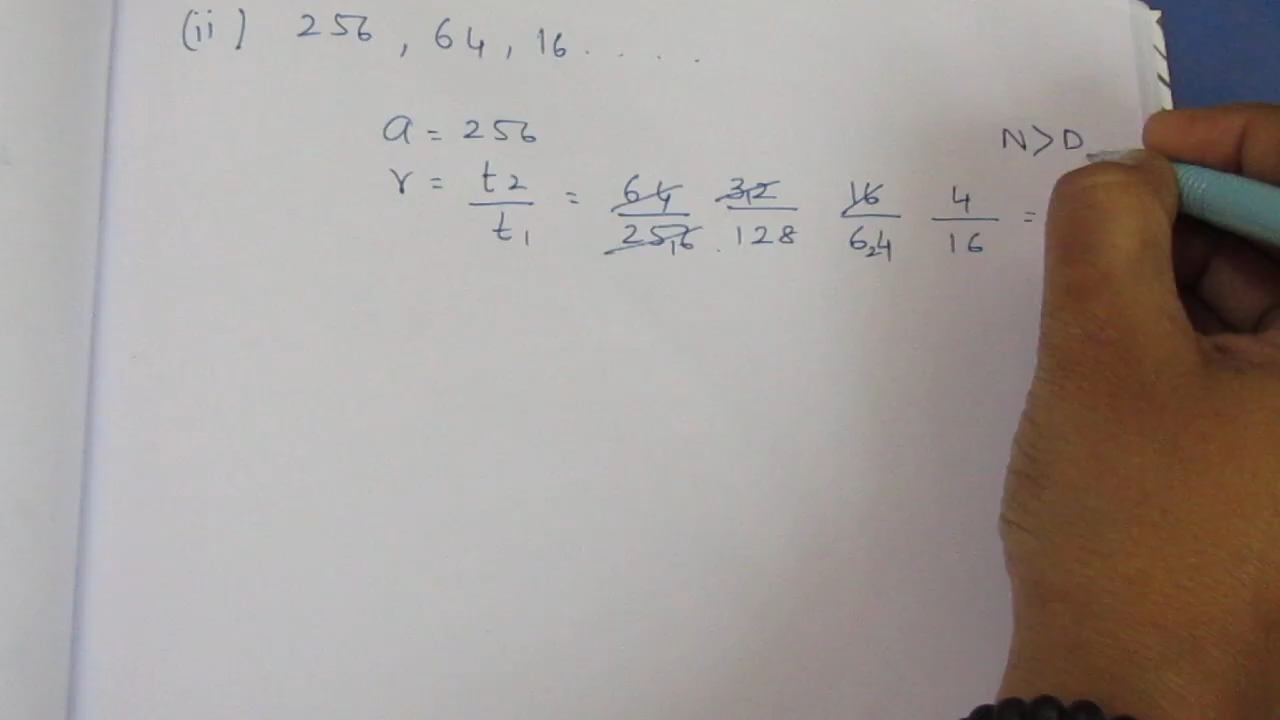 (ii) 256, 64, 16.....
a = 256
N>D
r = t2/t1 = 64/256 32/128 16/64 4/16 =